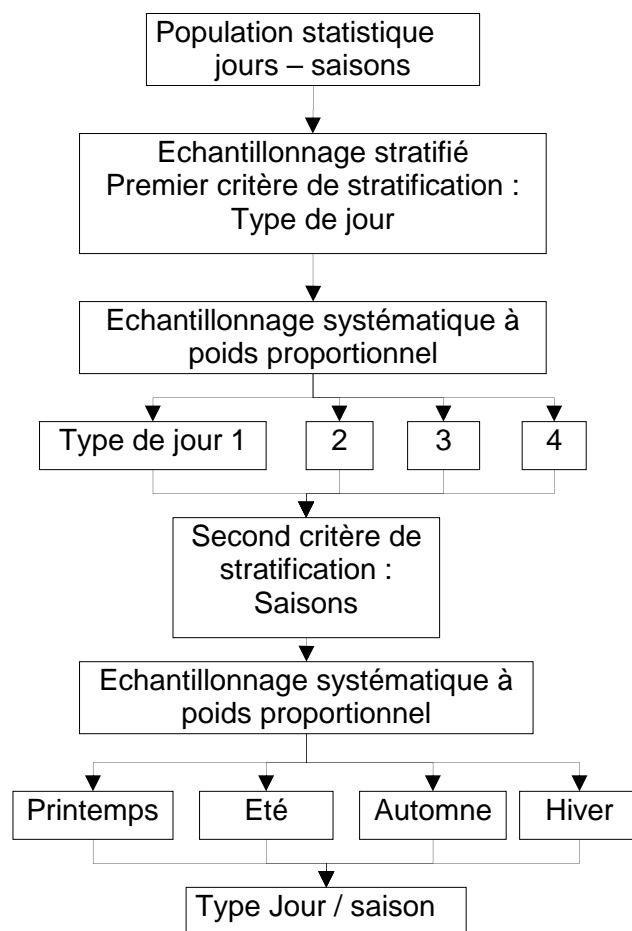 Population statistique
jours – saisons
Echantillonnage stratifié
Premier critère de stratification :
Type de jour
Echantillonnage systématique à
poids proportionnel
Type de jour 1
2
3
4
Second critère de
stratification :
Saisons
Echantillonnage systématique à
poids proportionnel
Printemps
Eté
Automne
Hiver
Type Jour / saison